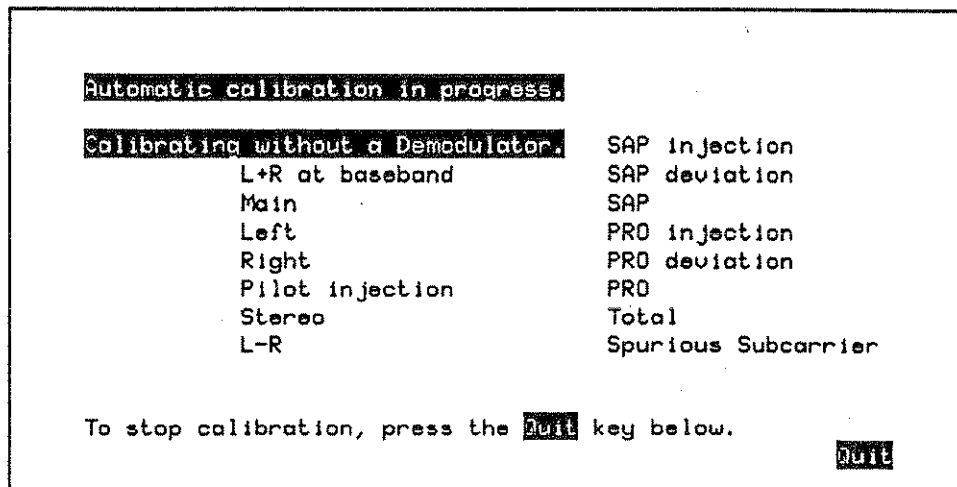 Automatic calibration in progress.
Calibrating without a Demodulator. SAP injection
L+R at baseband SAP deviation
Main SAP
Left PRO injection
Right PRO deviation
Pilot injection PRO
Stereo Total
L-R Spurious Subcarrier
To stop calibration, press the Quit key below.
Quit